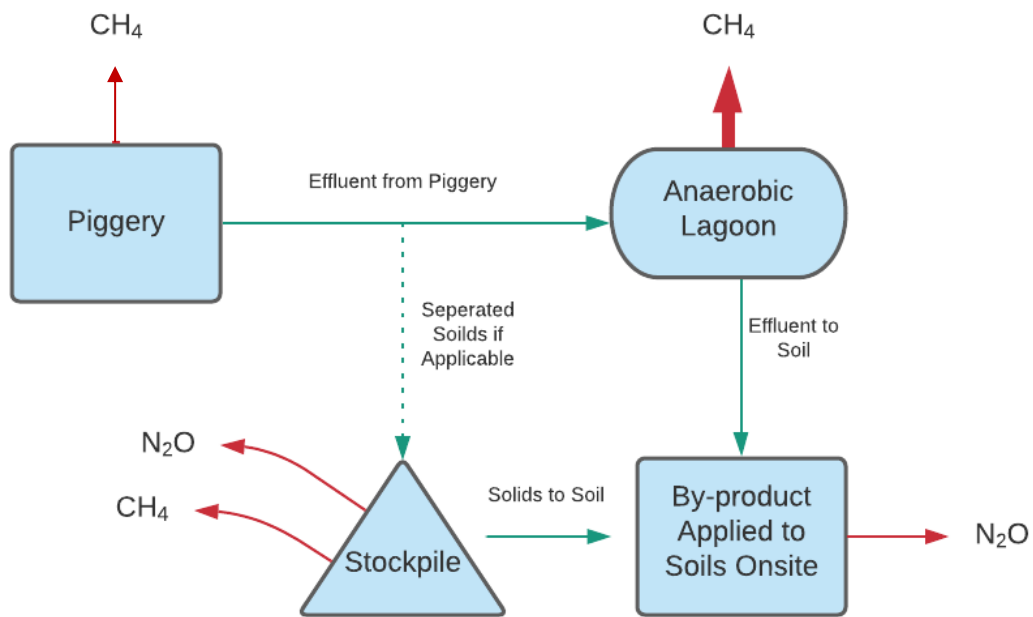 CH₄
CH₄
Piggery
Effluent from Piggery
Anaerobic
Lagoon
Seperated
Soilds if
Applicable
Effluent to
Soil
N₂O
CH₄
Stockpile
Solids to Soil
By-product
Applied to
Soils Onsite
N₂O